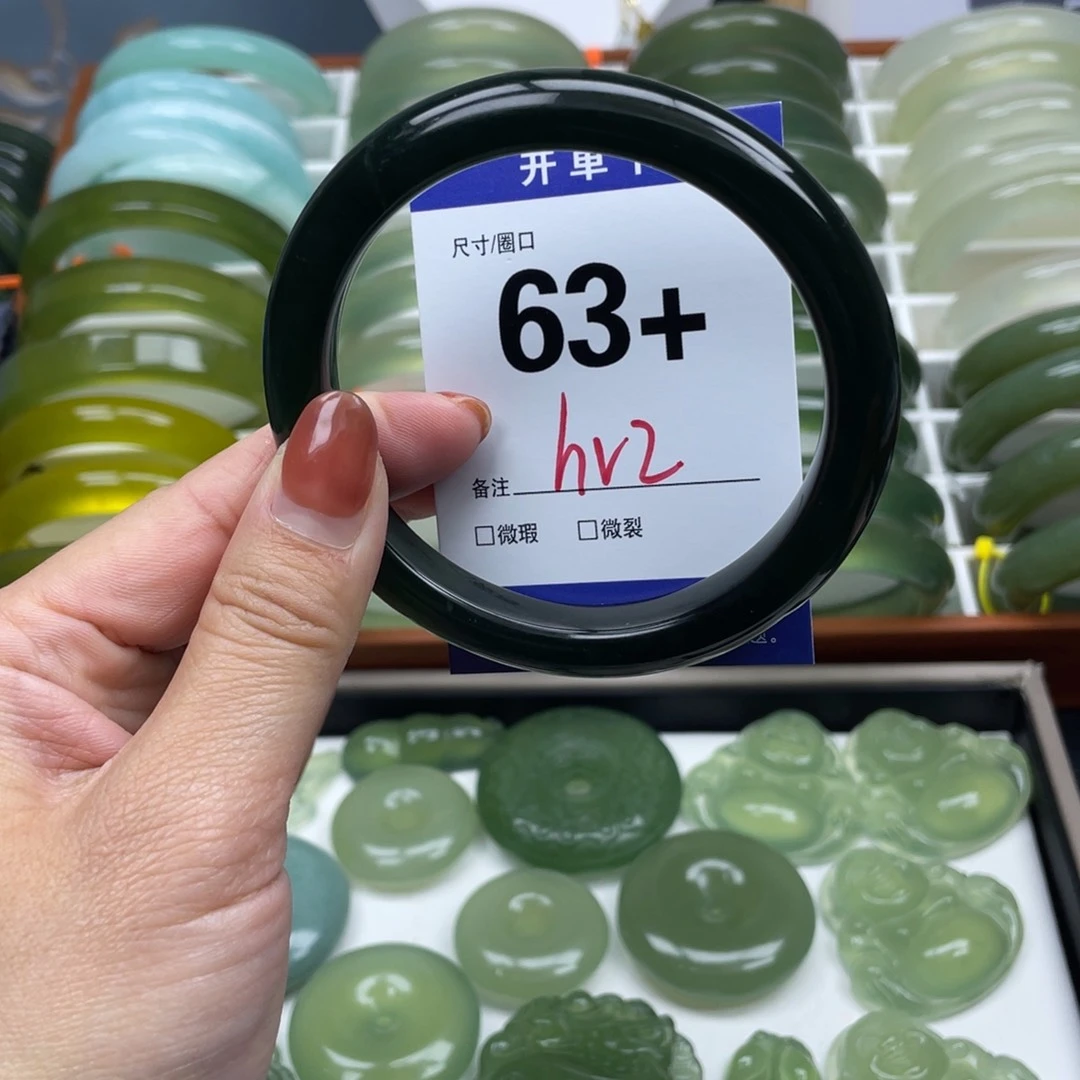 开单
尺寸/圈口
63+
hv2
备注
□微瑕 □微裂